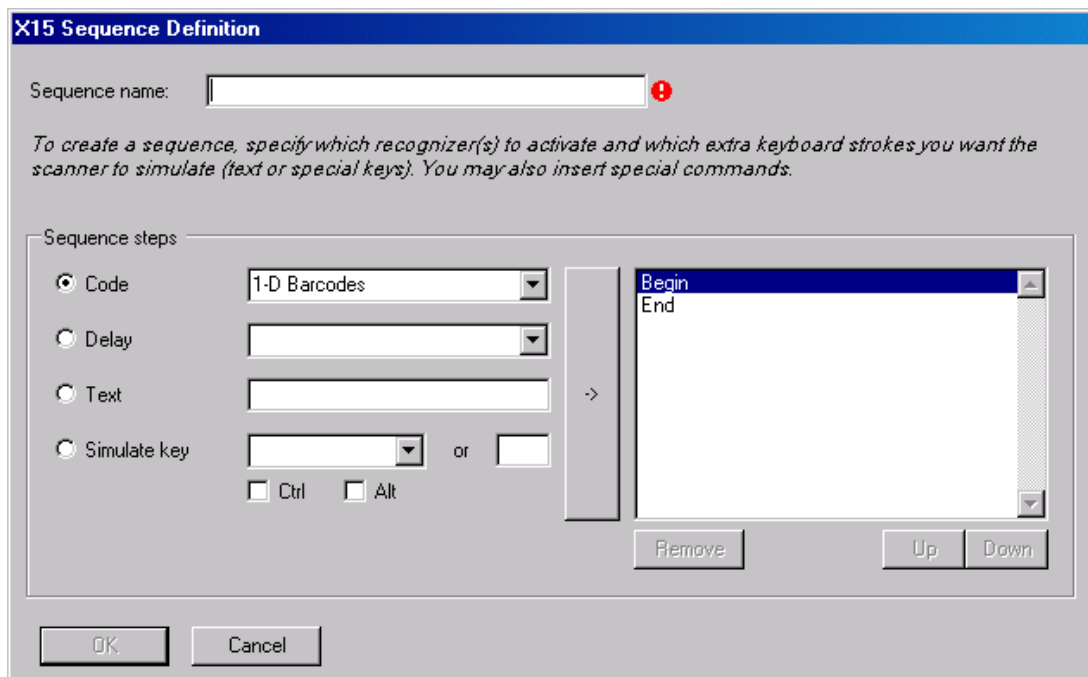 X15 Sequence Definition
Sequence name:
To create a sequence, specify which recognizer(s) to activate and which extra keyboard strokes you want the
scanner to simulate (text or special keys). You may also insert special commands.
Sequence steps
Code 1-D Barcodes
Begin
End
Delay
Text
->
Simulate key or
Ctrl Alt
Remove Up Down
OK Cancel